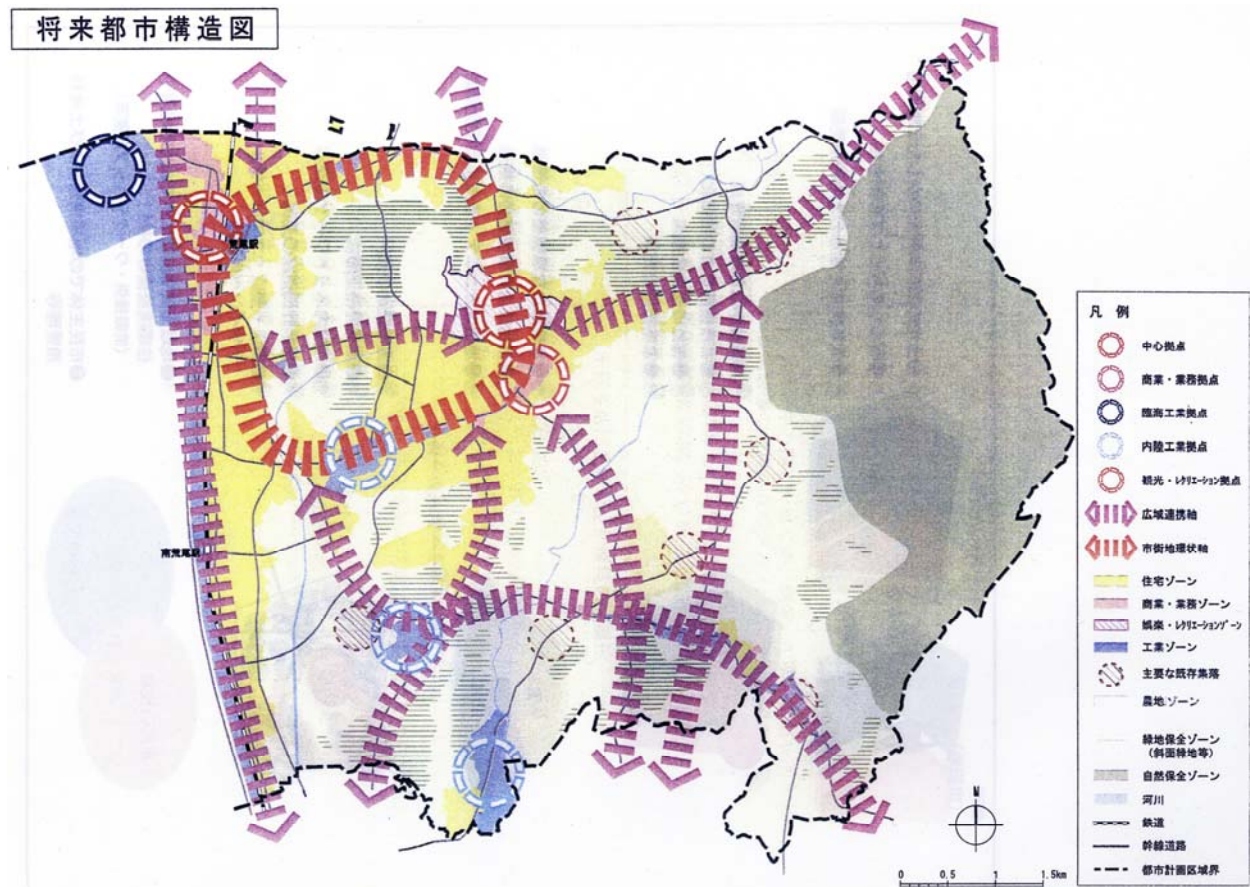 将来都市構造図
荒尾駅
南荒尾駅
凡 例
中心拠点
商業・業務拠点
臨海工業拠点
内陸工業拠点
観光・レクリエーション拠点
広域連携軸
市街地環状軸
住宅ゾーン
商業・業務ゾーン
娯楽・レクリエーションゾーン
工業ゾーン
主要な既存集落
農地ゾーン
緑地保全ゾーン
(斜面緑地等)
自然保全ゾーン
河川
鉄道
幹線道路
都市計画区域界
N
0 0.5 1 1.5km